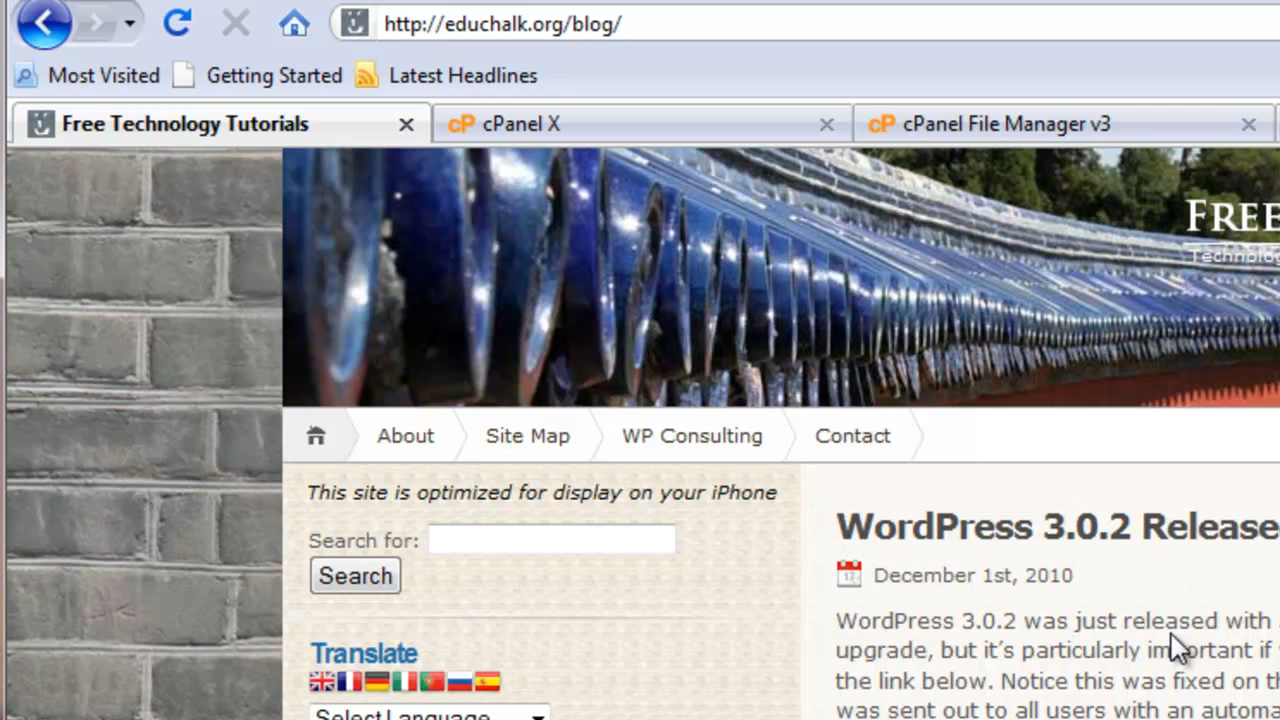 http://educhalk.org/blog/
Most Visited Getting Started Latest Headlines
Free Technology Tutorials cPanel X cPanel File Manager v3
FREE
About Site Map WP Consulting Contact
This site is optimized for display on your iPhone
Search for:
Search
Translate
Select Language
WordPress 3.0.2 Release
December 1st, 2010
WordPress 3.0.2 was just released with
upgrade, but it's particularly important if
the link below. Notice this was fixed on th
was sent out to all users with an automa